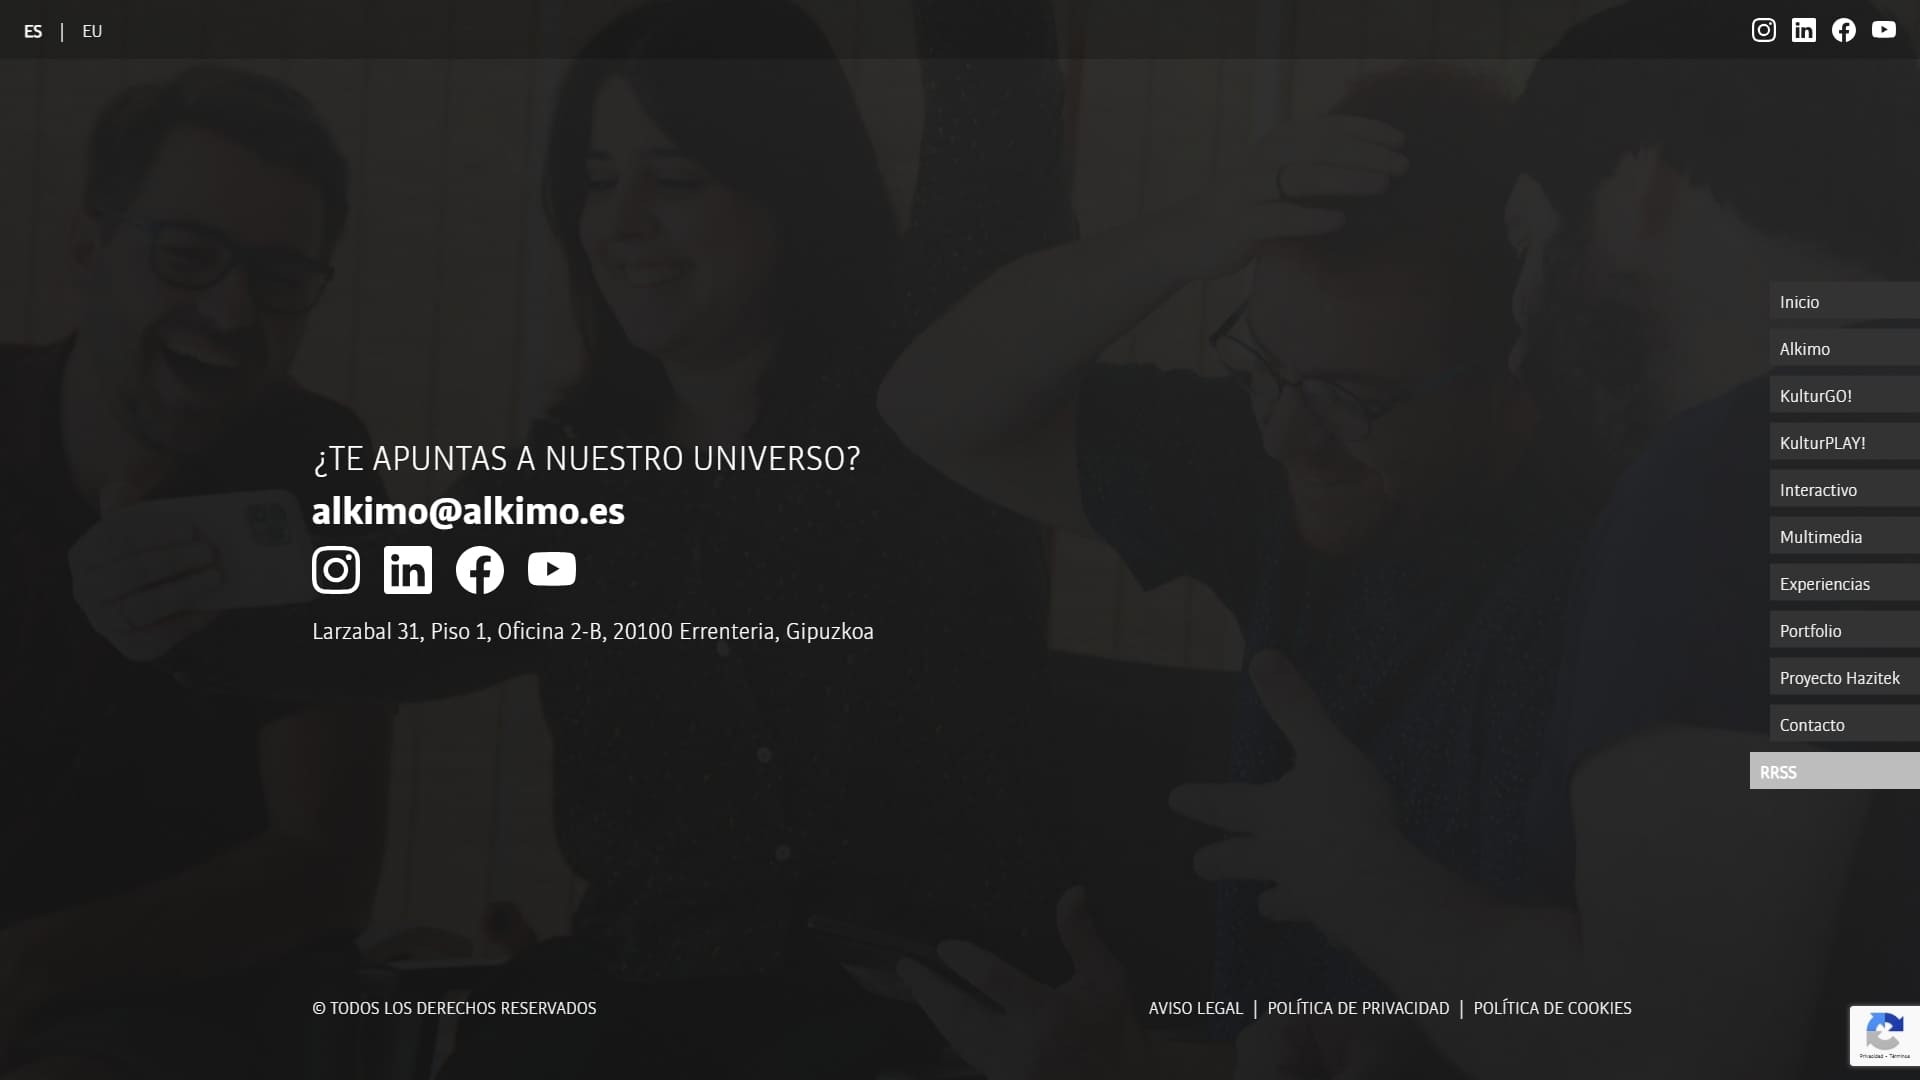 ES | EU
¿TE APUNTAS A NUESTRO UNIVERSO?
alkimo@alkimo.es
Larzabal 31, Piso 1, Oficina 2-B, 20100 Errenteria, Gipuzkoa
Inicio
Alkimo
KulturGO!
KulturPLAY!
Interactivo
Multimedia
Experiencias
Portfolio
Proyecto Hazitek
Contacto
RRSS
© TODOS LOS DERECHOS RESERVADOS
AVISO LEGAL | POLÍTICA DE PRIVACIDAD | POLÍTICA DE COOKIES
Privacidad - Términos